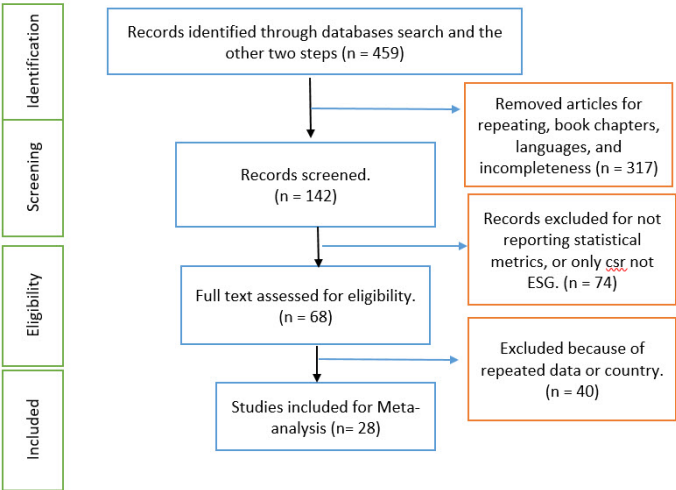 Identification
Records identified through databases search and the
other two steps (n = 459)
Removed articles for
repeating, book chapters,
languages, and
incompleteness (n = 317)
Screening
Records screened.
(n = 142)
Records excluded for not
reporting statistical
metrics, or only csr not
ESG. (n = 74)
Eligibility
Full text assessed for eligibility.
(n = 68)
Excluded because of
repeated data or country.
(n = 40)
Included
Studies included for Meta-
analysis (n= 28)